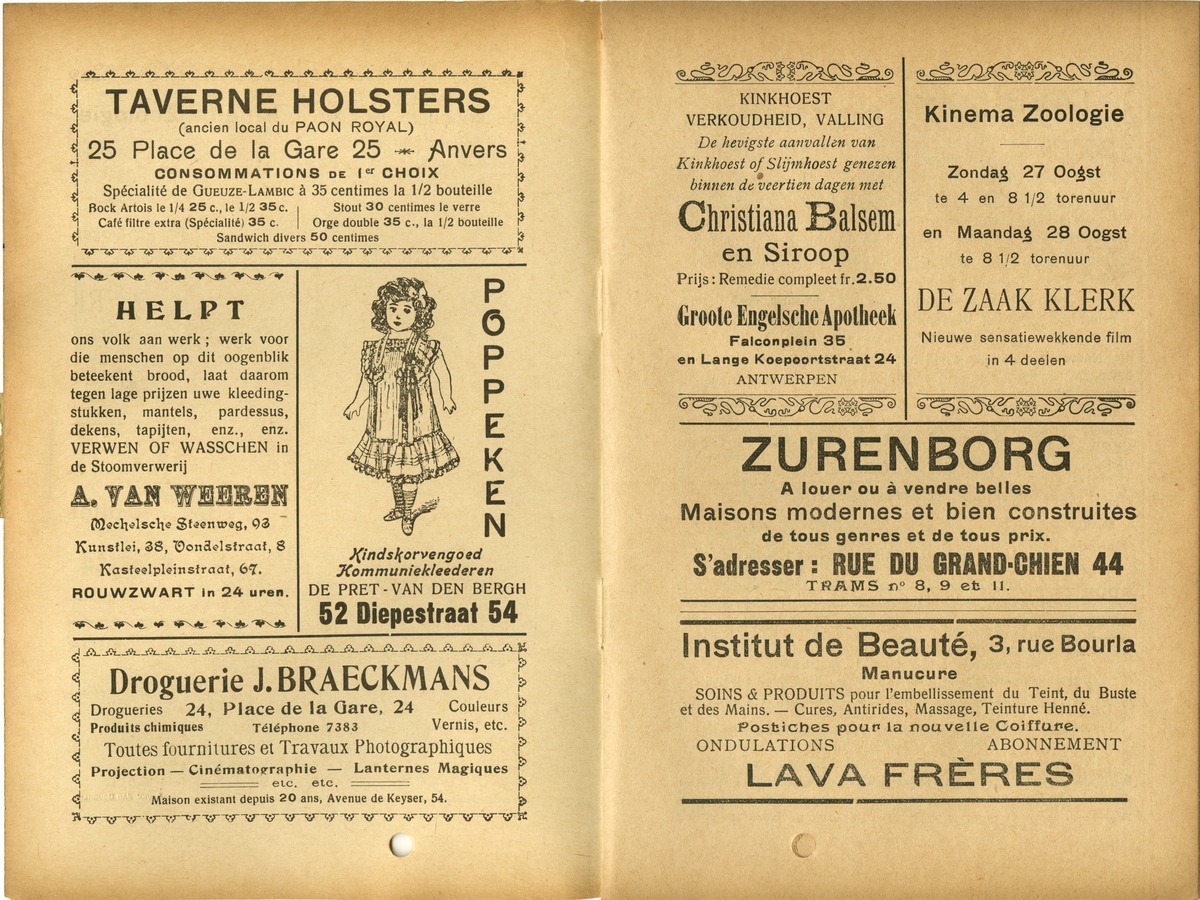 TAVERNE HOLSTERS
(ancien local du PAON ROYAL)
25 Place de la Gare 25 Anvers
CONSOMMATIONS DE 1er CHOIX
Spécialité de GUEUZE-LAMBIC à 35 centimes la 1/2 bouteille
Bock Artois le 1/4 25 c., le 1/2 35 c.
Café filtre extra (Spécialité) 35 c.
Stout 30 centimes le verre
Orge double 35 c., la 1/2 bouteille
Sandwich divers 50 centimes
HELPT
ons volk aan werk ; werk voor
die menschen op dit oogenblik
beteekent brood, laat daarom
tegen lage prijzen uwe kleeding-
stukken, mantels, pardessus,
dekens, tapijten, enz., enz.
VERWEN OF WASSCHEN in
de Stoomverwerij
A. VAN WEEREN
Mechelsche Steenweg, 93
Kunstlei, 38, Vondelstraat, 8
Kasteelpleinstraat, 67.
ROUWZWART in 24 uren.
POPPEKEN
Kindskorvengoed
Kommuniekleederen
DE PRET-VAN DEN BERGH
52 Diepestraat 54
Droguerie J. BRAECKMANS
Drogueries 24, Place de la Gare, 24 Couleurs
Produits chimiques Téléphone 7383 Vernis, etc.
Toutes fournitures et Travaux Photographiques
Projection — Cinématographie — Lanternes Magiques
etc. etc.
Maison existant depuis 20 ans, Avenue de Keyser, 54.
KINKHOEST
VERKOUDHEID, VALLING
De hevigste aanvallen van
Kinkhoest of Slijmhoest genezen
binnen de veertien dagen met
Christiana Balsem
en Siroop
Prijs : Remedie compleet fr. 2.50
Groote Engelsche Apotheek
Falconplein 35
en Lange Koepoortstraat 24
ANTWERPEN
Kinema Zoologie
Zondag 27 Oogst
te 4 en 8 1/2 torenuur
en Maandag 28 Oogst
te 8 1/2 torenuur
DE ZAAK KLERK
Nieuwe sensatiewekkende film
in 4 deelen
ZURENBORG
A louer ou à vendre belles
Maisons modernes et bien construites
de tous genres et de tous prix.
S'adresser : RUE DU GRAND-CHIEN 44
TRAMS nº 8, 9 et 11.
Institut de Beauté, 3, rue Bourla
Manucure
SOINS & PRODUITS pour l'embellissement du Teint, du Buste
et des Mains. — Cures, Antirides, Massage, Teinture Henné.
Postiches pour la nouvelle Coiffure.
ONDULATIONS ABONNEMENT
LAVA FRÈRES